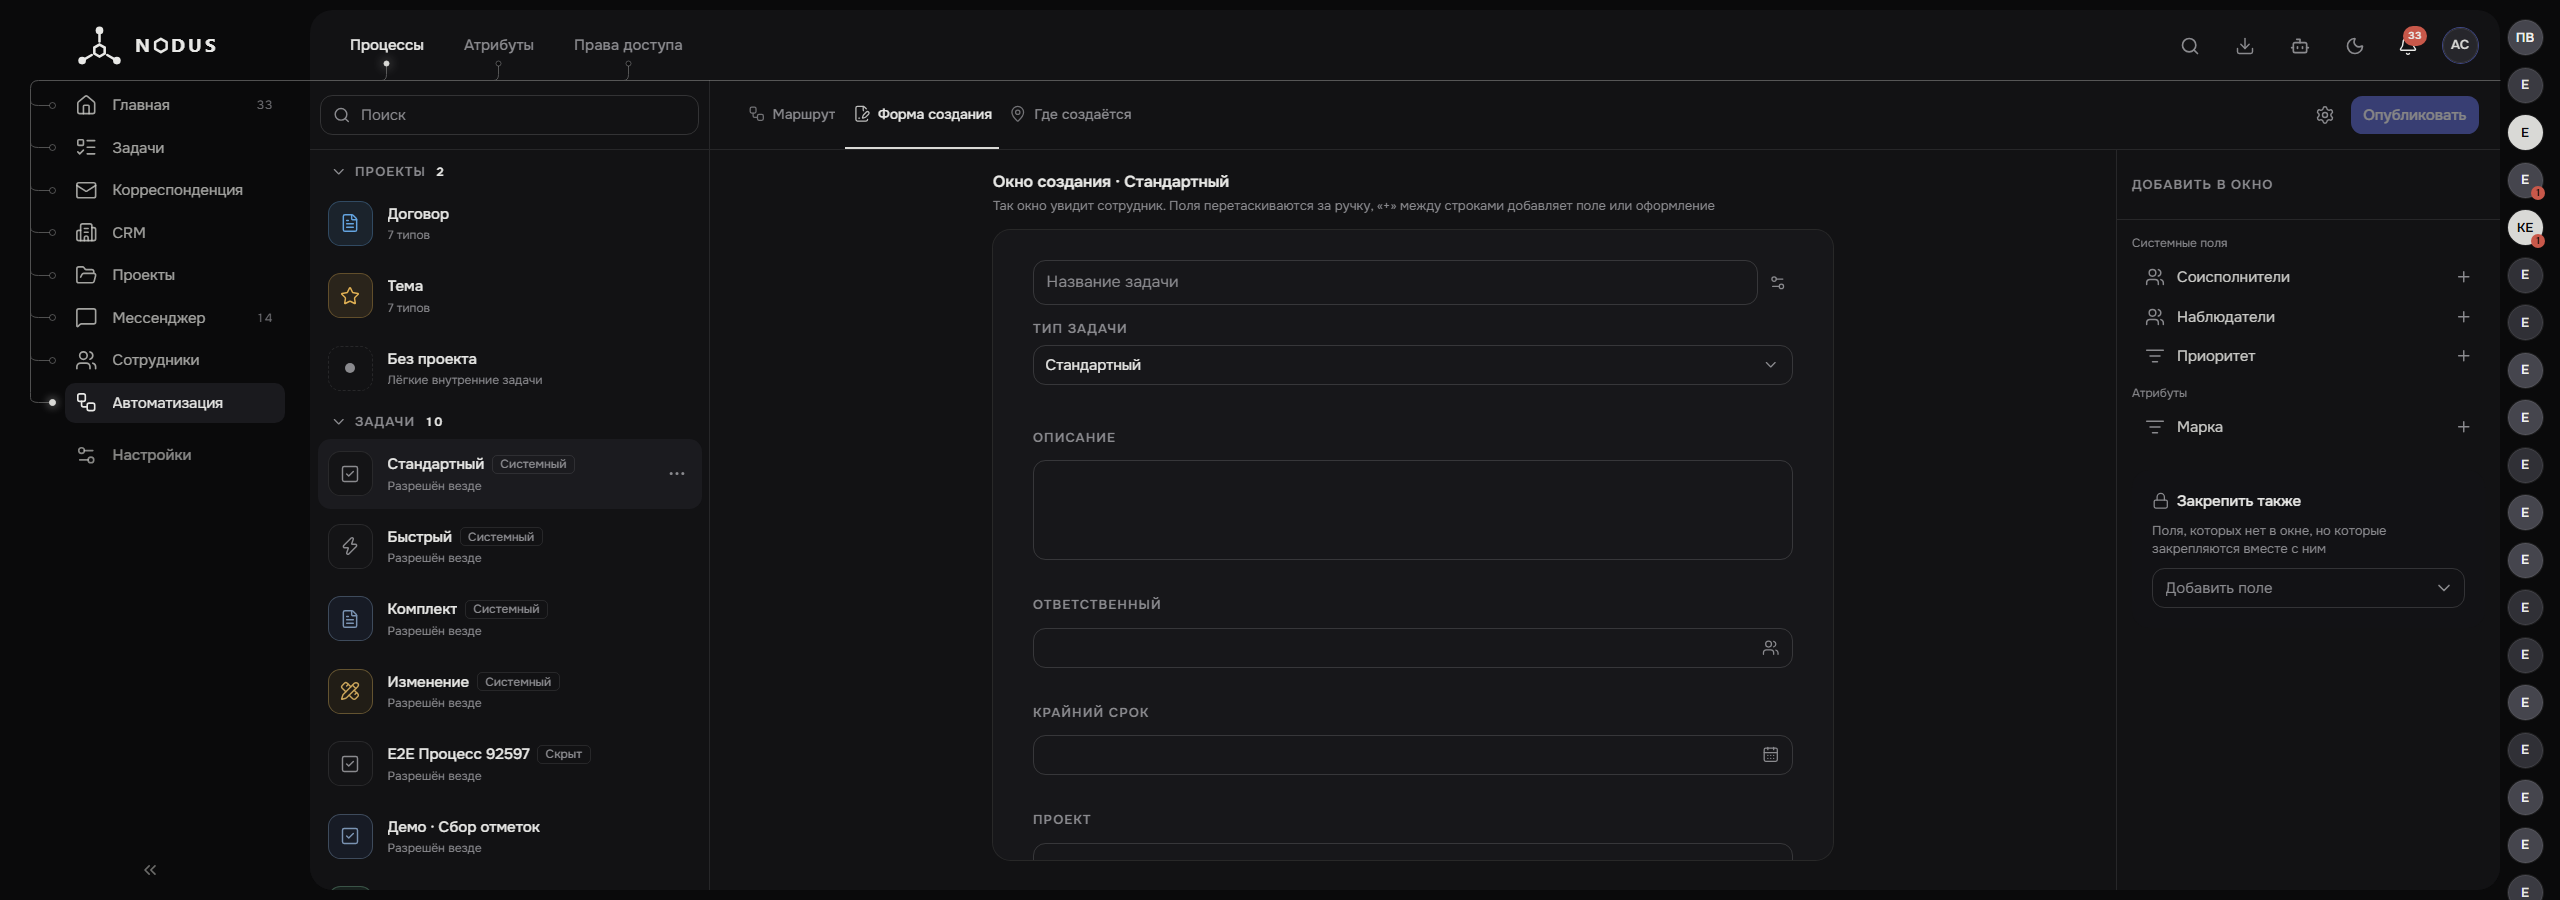 NODUS
Главная 33
Задачи
Корреспонденция
CRM
Проекты
Мессенджер 14
Сотрудники
Автоматизация
Настройки
Процессы Атрибуты Права доступа
33
АС
Поиск
ПРОЕКТЫ 2
Договор
7 типов
Тема
7 типов
Без проекта
Лёгкие внутренние задачи
ЗАДАЧИ 10
Стандартный Системный
Разрешён везде
Быстрый Системный
Разрешён везде
Комплект Системный
Разрешён везде
Изменение Системный
Разрешён везде
E2E Процесс 92597 Скрыт
Разрешён везде
Демо · Сбор отметок
Разрешён везде
Маршрут Форма создания Где создаётся
Опубликовать
Окно создания · Стандартный
Так окно увидит сотрудник. Поля перетаскиваются за ручку, «+» между строками добавляет поле или оформление
Название задачи
ТИП ЗАДАЧИ
Стандартный
ОПИСАНИЕ
ОТВЕТСТВЕННЫЙ
КРАЙНИЙ СРОК
ПРОЕКТ
ДОБАВИТЬ В ОКНО
Системные поля
Соисполнители
Наблюдатели
Приоритет
Атрибуты
Марка
Закрепить также
Поля, которых нет в окне, но которые
закрепляются вместе с ним
Добавить поле
ПВ
Е
Е
Е
1
КЕ
1
Е
Е
Е
Е
Е
Е
Е
Е
Е
Е
Е
Е
Е
Е